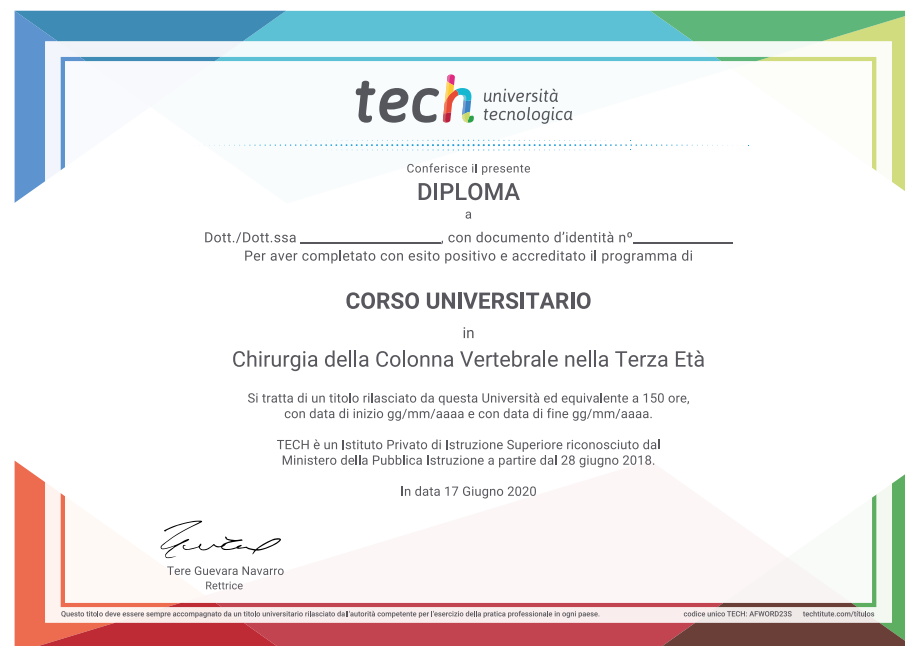 tech università
tecnologica
Conferisce il presente
DIPLOMA
a
Dott./Dott.ssa ____________________, con documento d'identità nº______________
Per aver completato con esito positivo e accreditato il programma di
CORSO UNIVERSITARIO
in
Chirurgia della Colonna Vertebrale nella Terza Età
Si tratta di un titolo rilasciato da questa Università ed equivalente a 150 ore,
con data di inizio gg/mm/aaaa e con data di fine gg/mm/aaaa.
TECH è un Istituto Privato di Istruzione Superiore riconosciuto dal
Ministero della Pubblica Istruzione a partire dal 28 giugno 2018.
In data 17 Giugno 2020
Tere Guevara Navarro
Rettrice
Questo titolo deve essere sempre accompagnato da un titolo universitario rilasciato dall'autorità competente per l'esercizio della pratica professionale in ogni paese. codice unico TECH: AFWORD23S techtitute.com/titulos